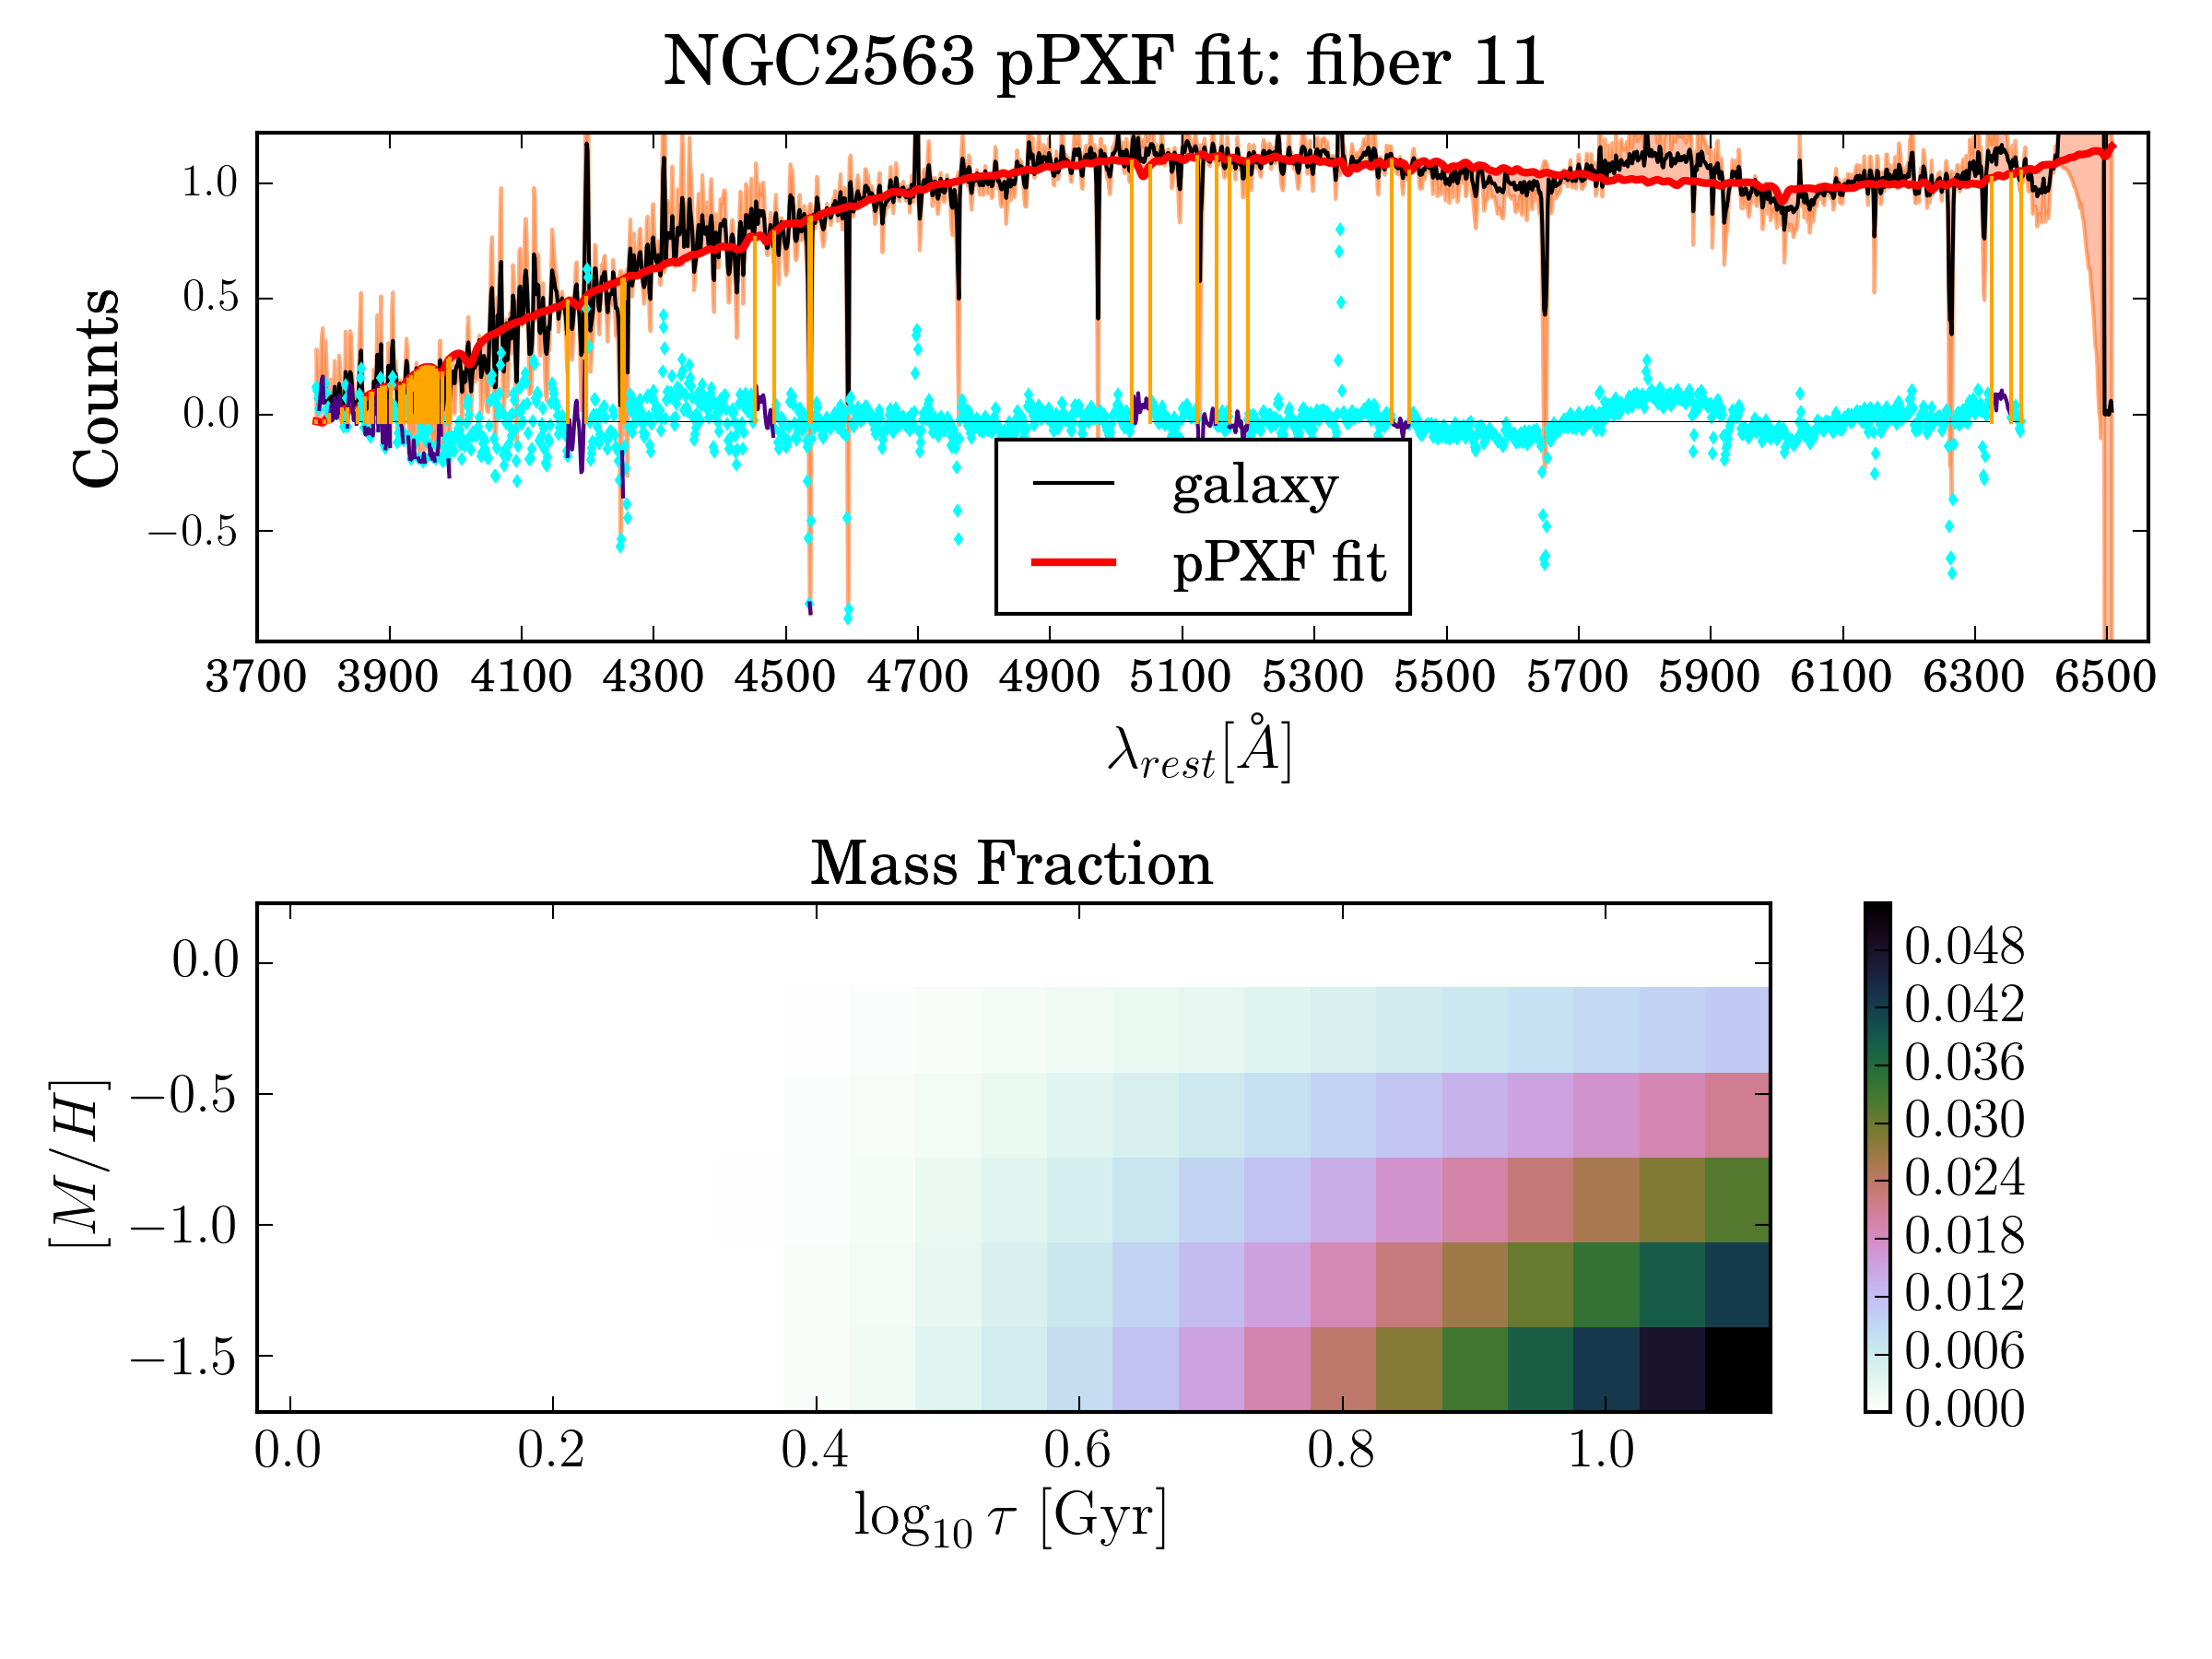 NGC2563 pPXF fit: fiber 11
Counts
1.0
0.5
0.0
−0.5
galaxy
pPXF fit
3700 3900 4100 4300 4500 4700 4900 5100 5300 5500 5700 5900 6100 6300 6500
λrest[Å]
Mass Fraction
[M/H]
0.0
−0.5
−1.0
−1.5
0.0 0.2 0.4 0.6 0.8 1.0
log10 τ [Gyr]
0.048
0.042
0.036
0.030
0.024
0.018
0.012
0.006
0.000